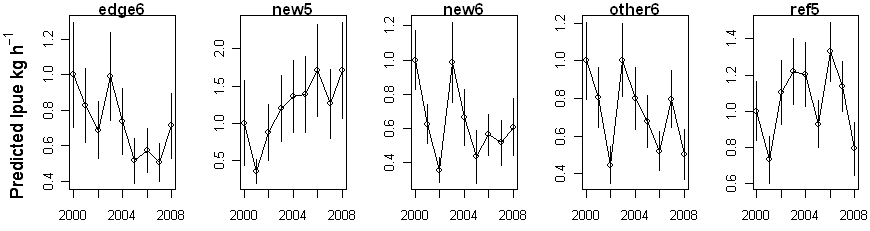 edge6 new5 new6 other6 ref5
Predicted lpue kg h⁻¹
0.4 0.6 0.8 1.0 1.2
0.5 1.0 1.5 2.0
0.4 0.6 0.8 1.0 1.2
0.4 0.6 0.8 1.0 1.2
0.6 0.8 1.0 1.2 1.4
2000 2004 2008 2000 2004 2008 2000 2004 2008 2000 2004 2008 2000 2004 2008